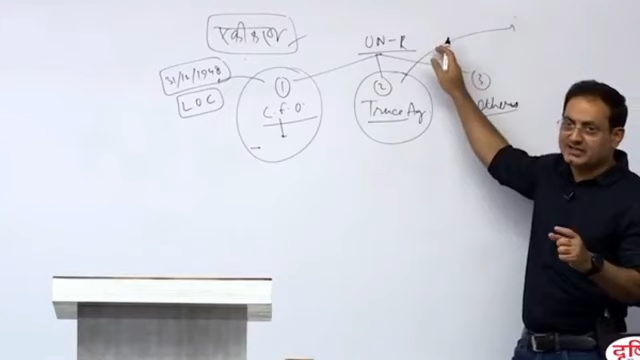 एकीकरण
UN-R
31/12/1948
LOC
1
C.F.O.
2
Truce Ag
3
Others
दृष्टि